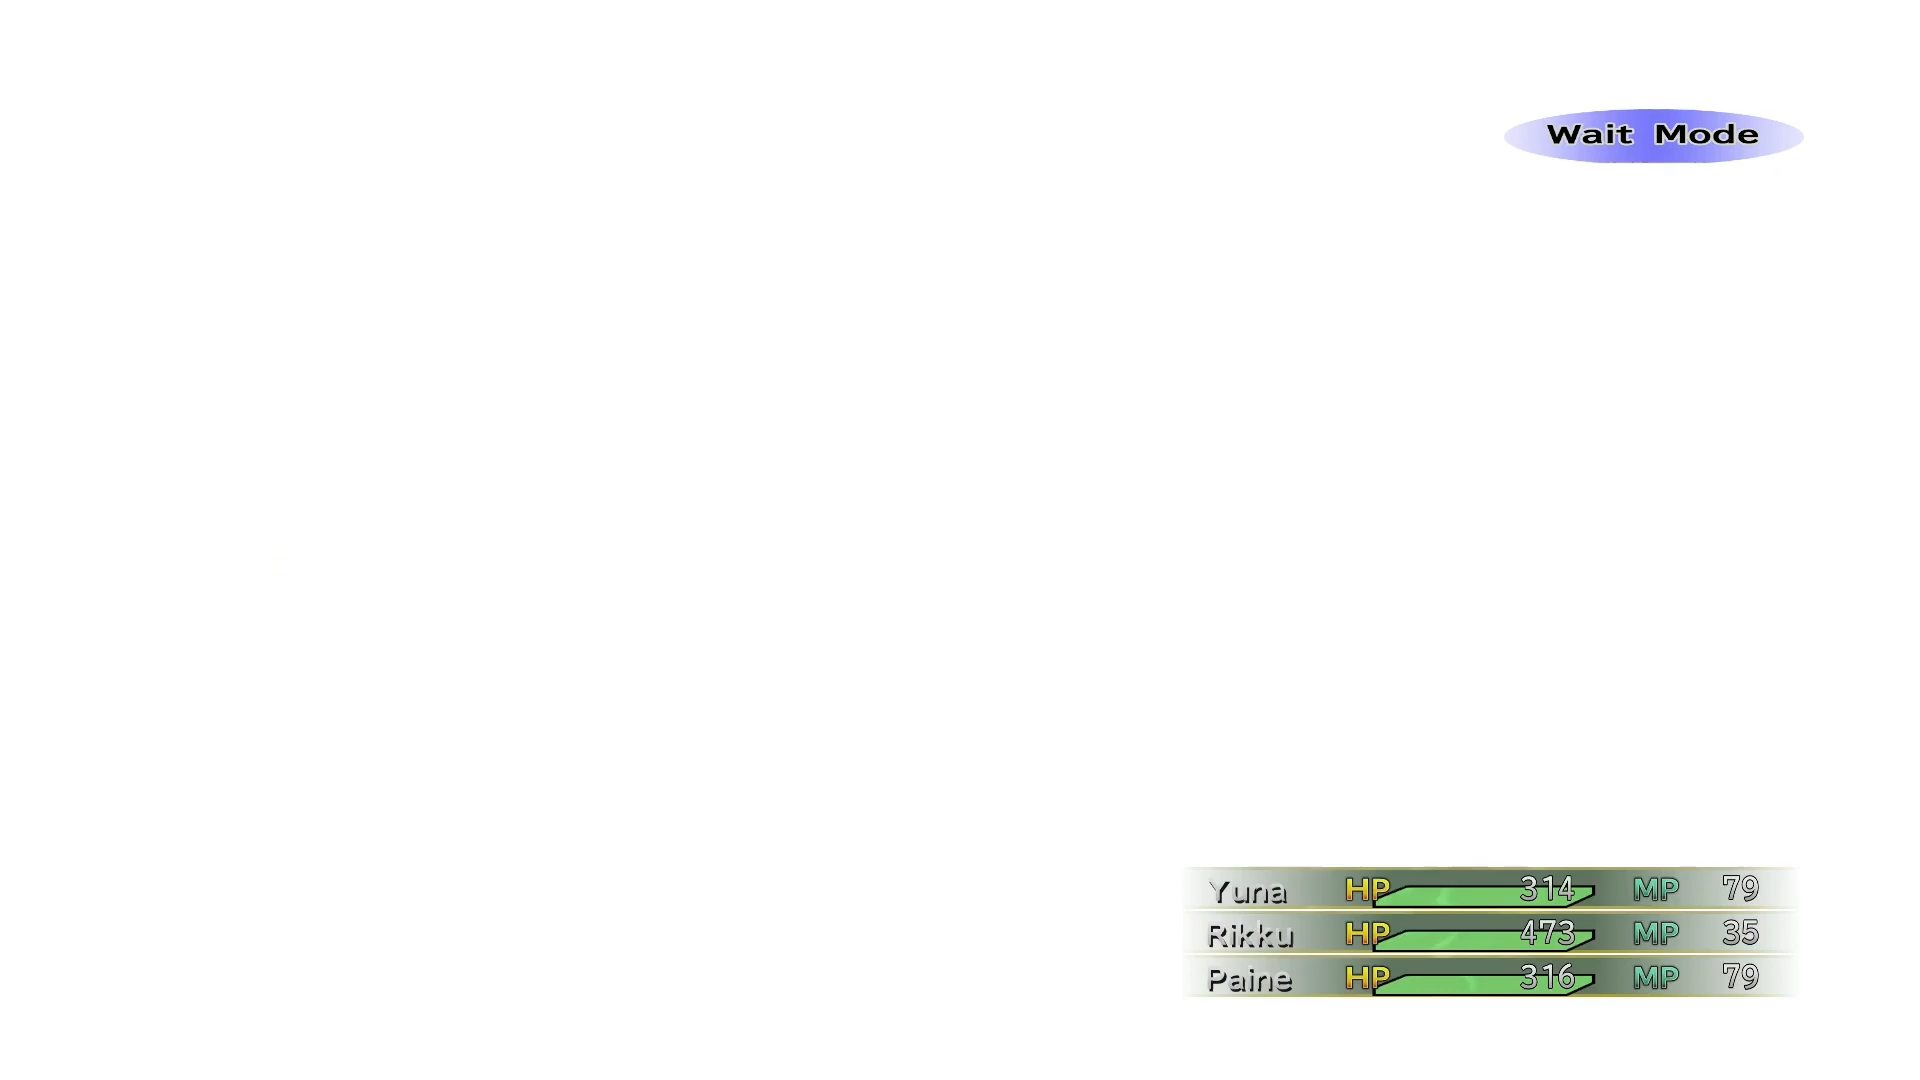 Wait Mode
Yuna HP 314 MP 79
Rikku HP 473 MP 35
Paine HP 316 MP 79